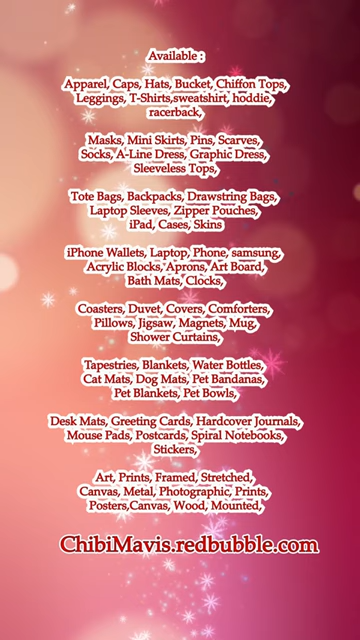 Available :
Apparel, Caps, Hats, Bucket, Chiffon Tops,
Leggings, T-Shirts,sweatshirt, hoddie,
racerback,
Masks, Mini Skirts, Pins, Scarves,
Socks, A-Line Dress, Graphic Dress,
Sleeveless Tops,
Tote Bags, Backpacks, Drawstring Bags,
Laptop Sleeves, Zipper Pouches,
iPad, Cases, Skins
iPhone Wallets, Laptop, Phone, samsung,
Acrylic Blocks, Aprons, Art Board,
Bath Mats, Clocks,
Coasters, Duvet, Covers, Comforters,
Pillows, Jigsaw, Magnets, Mug,
Shower Curtains,
Tapestries, Blankets, Water Bottles,
Cat Mats, Dog Mats, Pet Bandanas,
Pet Blankets, Pet Bowls,
Desk Mats, Greeting Cards, Hardcover Journals,
Mouse Pads, Postcards, Spiral Notebooks,
Stickers,
Art, Prints, Framed, Stretched,
Canvas, Metal, Photographic, Prints,
Posters,Canvas, Wood, Mounted,
ChibiMavis.redbubble.com